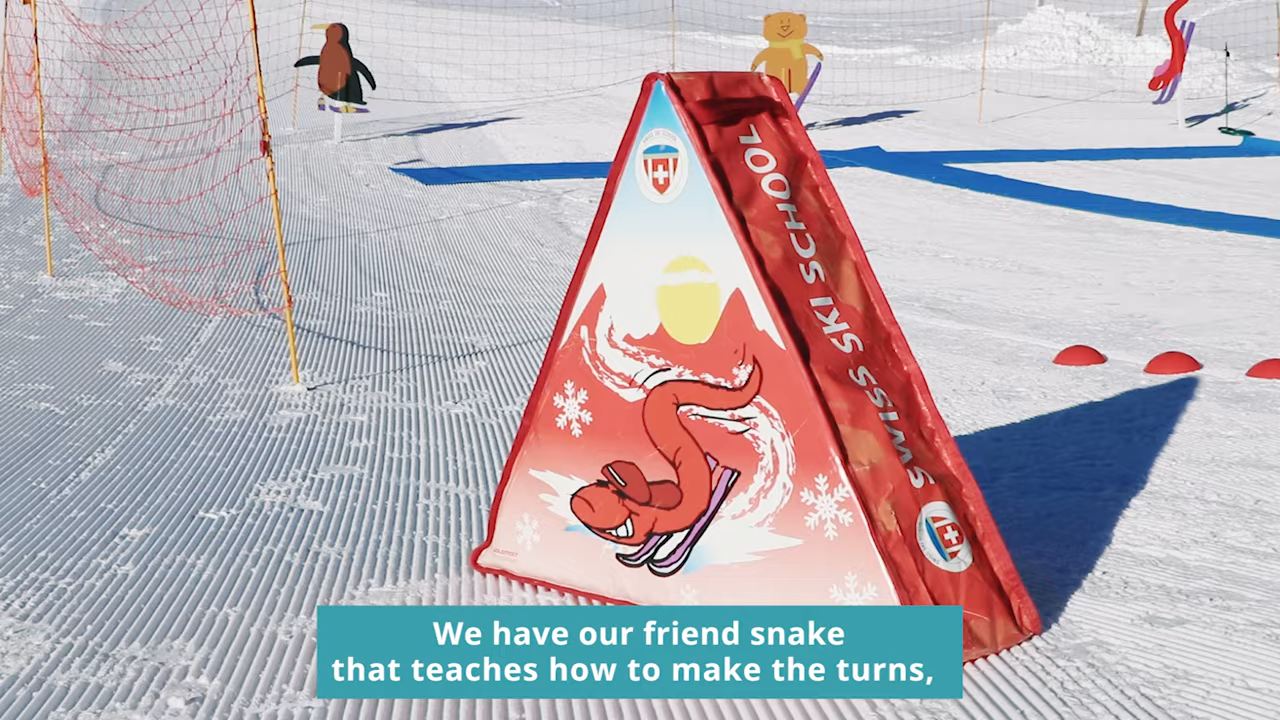 SWISS SKI SCHOOL
We have our friend snake
that teaches how to make the turns,